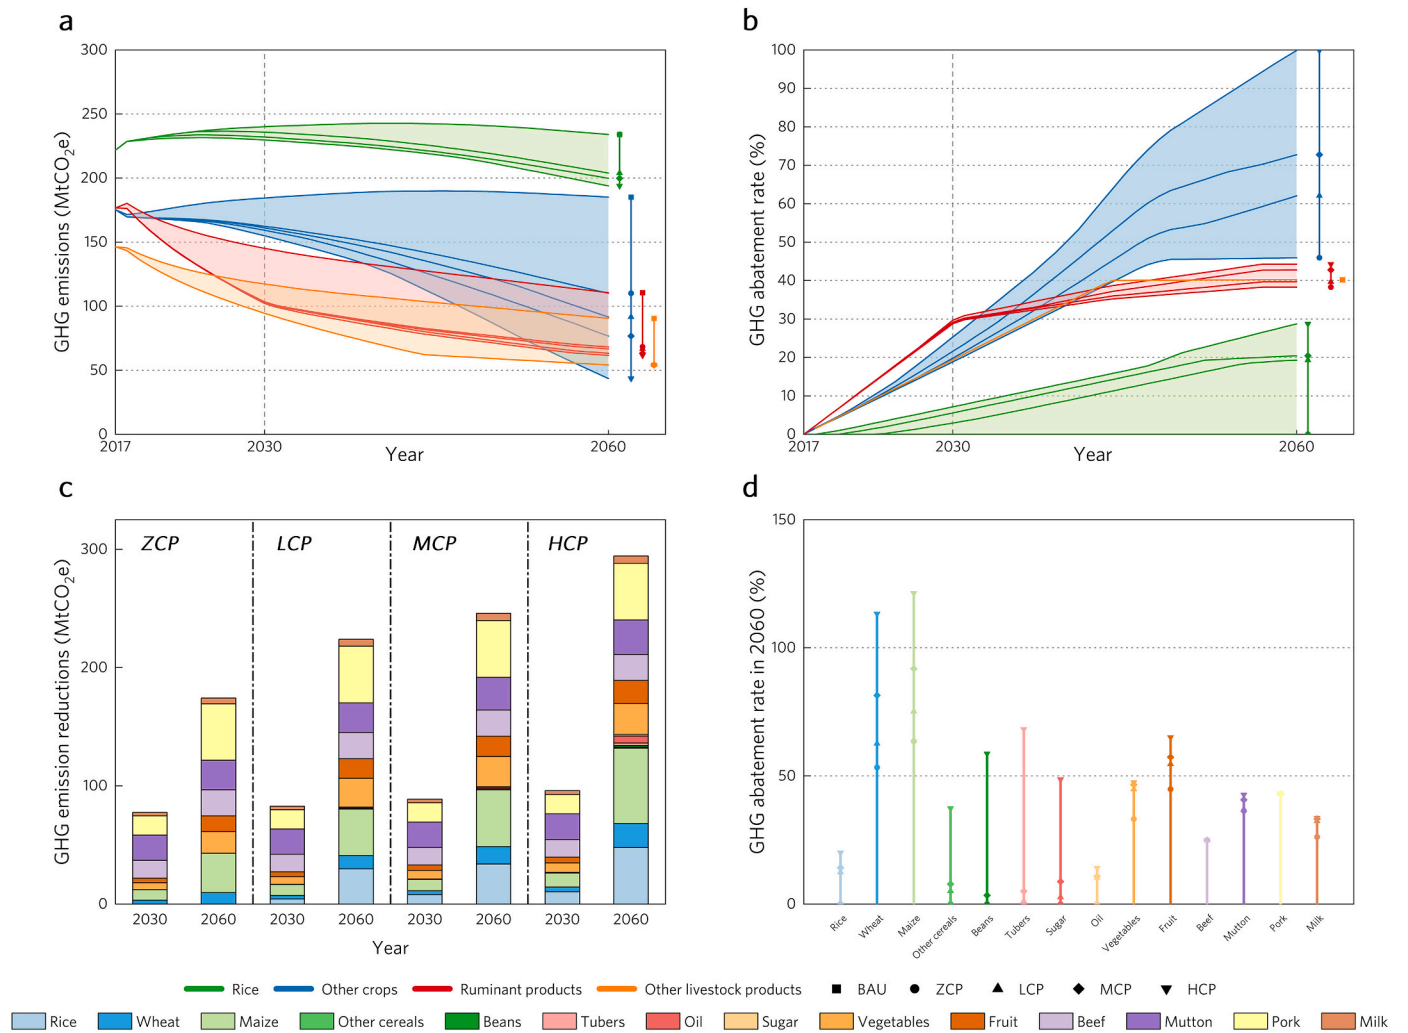 a
300
250
200
150
100
50
0
GHG emissions (MtCO2e)
2017
2030
2060
Year
b
100
90
80
70
60
50
40
30
20
10
0
GHG abatement rate (%)
2017
2030
2060
Year
c
300
200
100
0
GHG emission reductions (MtCO2e)
ZCP
LCP
MCP
HCP
2030 2060 2030 2060 2030 2060 2030 2060
Year
d
150
100
50
0
GHG abatement rate in 2060 (%)
Rice
Wheat
Maize
Other cereals
Beans
Tubers
Sugar
Oil
Vegetables
Fruit
Beef
Mutton
Pork
Milk
Rice Other crops Ruminant products Other livestock products BAU ZCP LCP MCP HCP
Rice Wheat Maize Other cereals Beans Tubers Oil Sugar Vegetables Fruit Beef Mutton Pork Milk